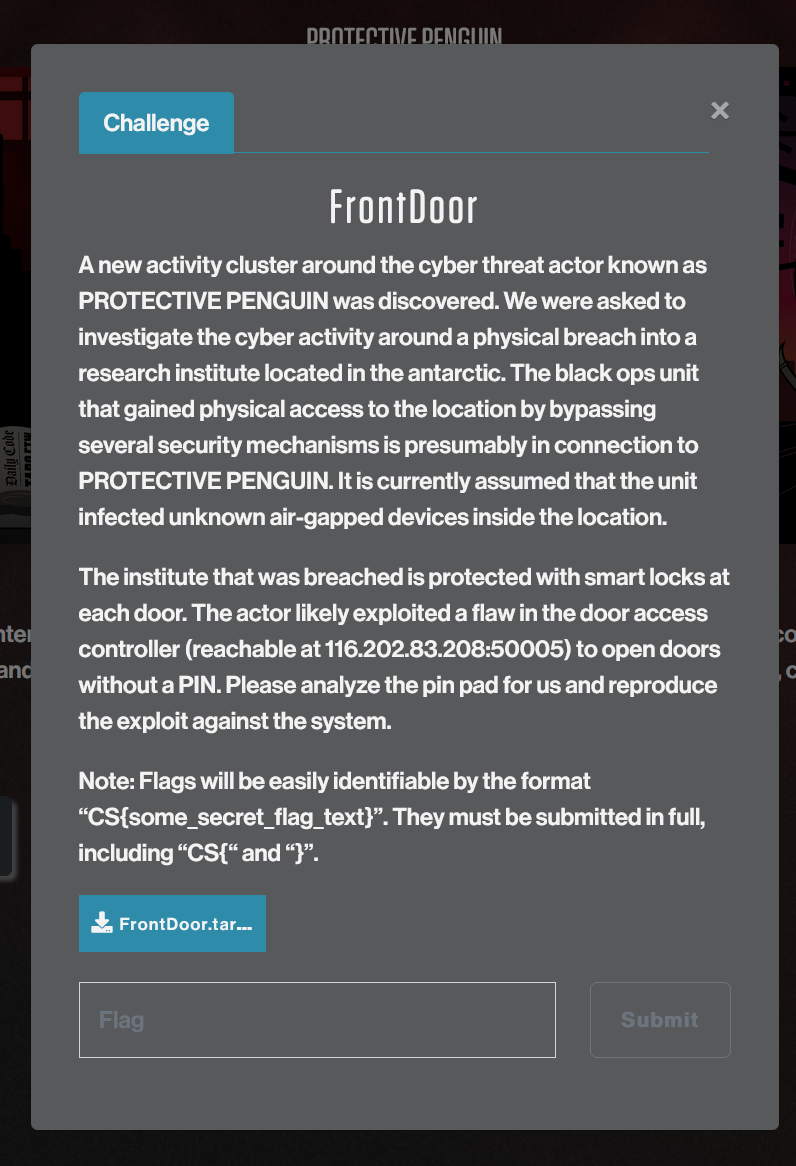 PROTECTIVE PENGUIN
Challenge
×
FrontDoor
A new activity cluster around the cyber threat actor known as
PROTECTIVE PENGUIN was discovered. We were asked to
investigate the cyber activity around a physical breach into a
research institute located in the antarctic. The black ops unit
that gained physical access to the location by bypassing
several security mechanisms is presumably in connection to
PROTECTIVE PENGUIN. It is currently assumed that the unit
infected unknown air-gapped devices inside the location.
The institute that was breached is protected with smart locks at
each door. The actor likely exploited a flaw in the door access
controller (reachable at 116.202.83.208:50005) to open doors
without a PIN. Please analyze the pin pad for us and reproduce
the exploit against the system.
Note: Flags will be easily identifiable by the format
“CS{some_secret_flag_text}”. They must be submitted in full,
including “CS{“ and “}”.
FrontDoor.tar...
Flag
Submit
Daily Cobe